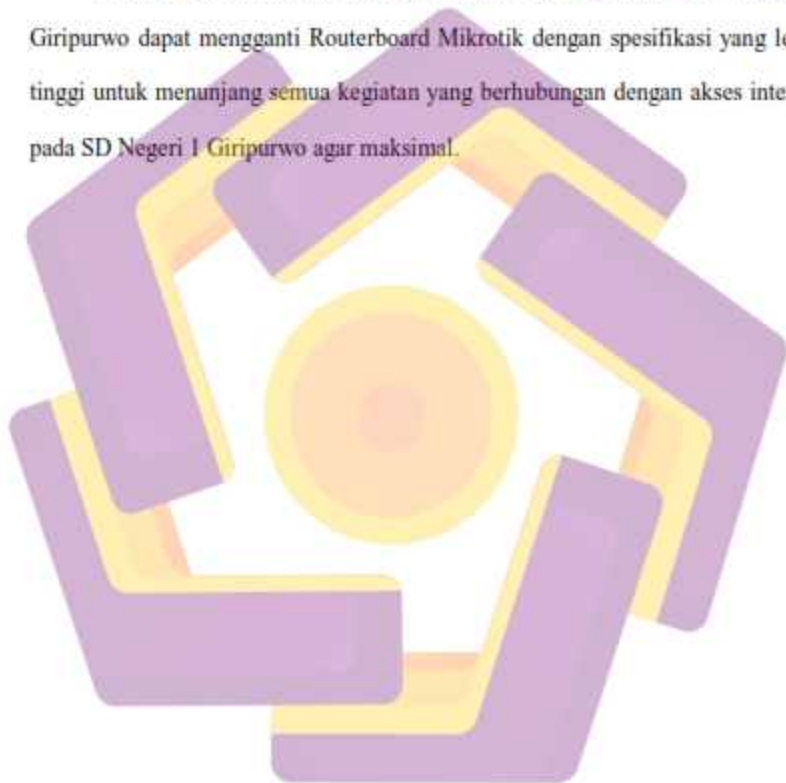 Giripurwo dapat mengganti Routerboard Mikrotik dengan spesifikasi yang
tinggi untuk menunjang semua kegiatan yang berhubungan dengan akses
pada SD Negeri 1 Giripurwo agar maksimal.